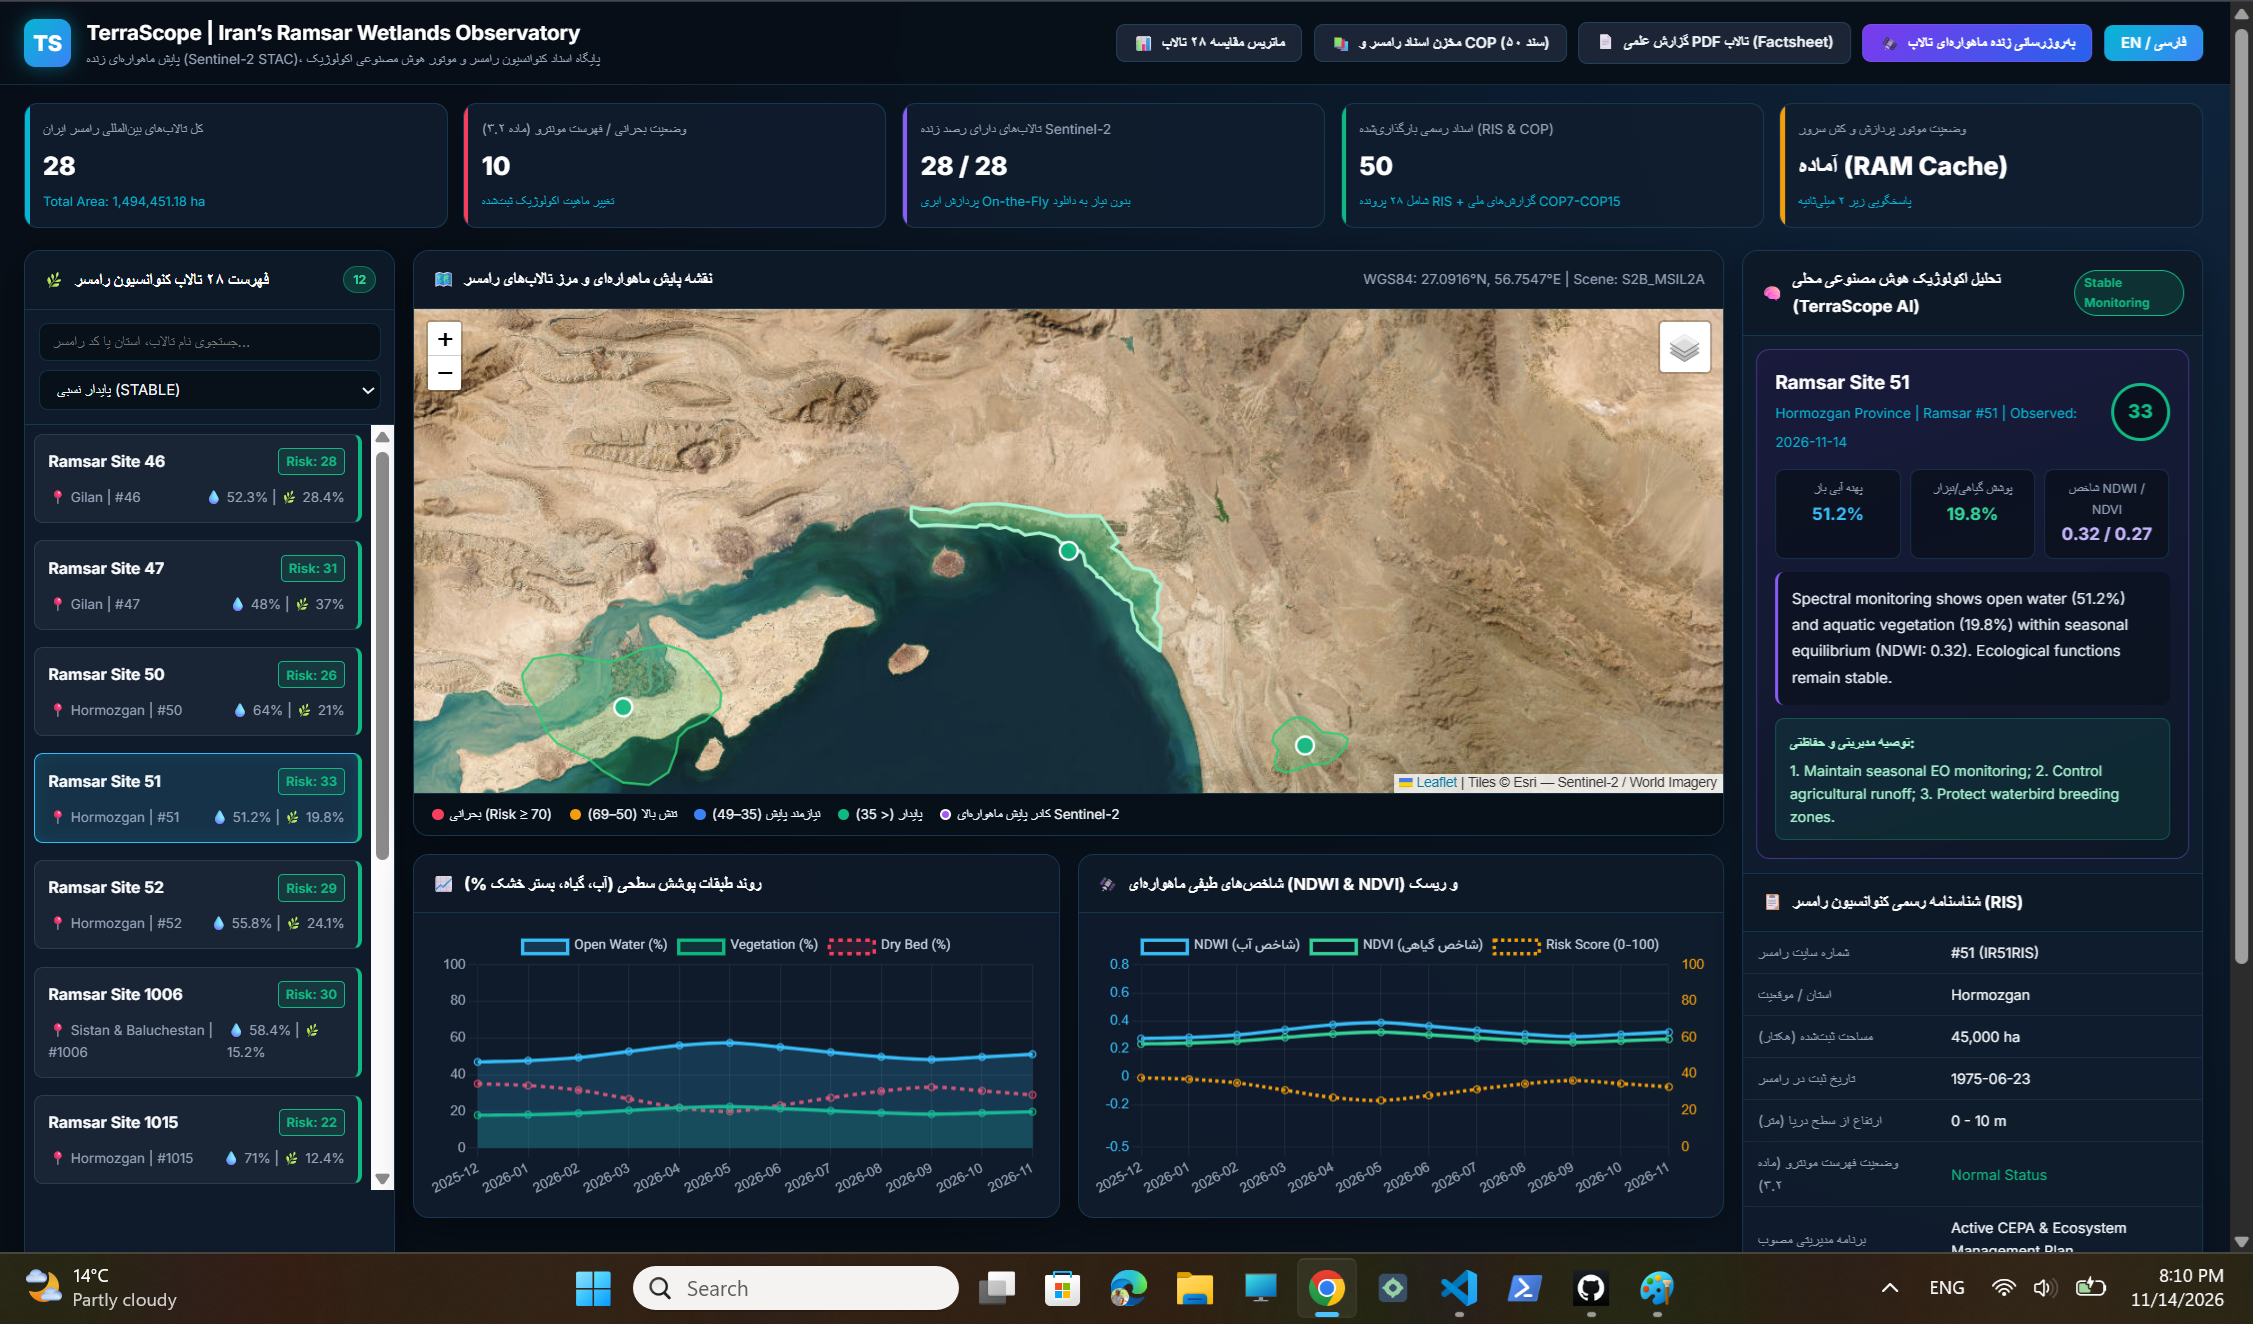 TS
TerraScope | Iran’s Ramsar Wetlands Observatory
پایگاه اسناد کنوانسیون رامسر و موتور هوش مصنوعی اکولوژیک ،(Sentinel-2 STAC) پایش ماهواره‌ای زنده
ماتریس مقایسه ۲۸ تالاب
مخزن اسناد رامسر و COP (۵۰ سند)
گزارش علمی PDF تالاب (Factsheet)
به‌روزرسانی زنده ماهواره‌ای تالاب
EN / فارسی
کل تالاب‌های بین‌المللی رامسر ایران
28
Total Area: 1,494,451.18 ha
وضعیت بحرانی / فهرست مونترو (ماده ۳.۲)
10
تغییر ماهیت اکولوژیک ثبت‌شده
تالاب‌های دارای رصد زنده Sentinel-2
28 / 28
پردازش ابری On-the-Fly بدون نیاز به دانلود
اسناد رسمی بارگذاری‌شده (RIS & COP)
50
شامل ۲۸ پرونده RIS + گزارش‌های ملی COP7-COP15
وضعیت موتور پردازش و کش سرور
آماده (RAM Cache)
پاسخگویی زیر ۲ میلی‌ثانیه
فهرست ۲۸ تالاب کنوانسیون رامسر
12
جستجوی نام تالاب، استان یا کد رامسر...
پایدار نسبی (STABLE)
Ramsar Site 46
Risk: 28
Gilan | #46
52.3% | 28.4%
Ramsar Site 47
Risk: 31
Gilan | #47
48% | 37%
Ramsar Site 50
Risk: 26
Hormozgan | #50
64% | 21%
Ramsar Site 51
Risk: 33
Hormozgan | #51
51.2% | 19.8%
Ramsar Site 52
Risk: 29
Hormozgan | #52
55.8% | 24.1%
Ramsar Site 1006
Risk: 30
Sistan & Baluchestan |
#1006
58.4% |
15.2%
Ramsar Site 1015
Risk: 22
Hormozgan | #1015
71% | 12.4%
نقشه پایش ماهواره‌ای و مرز تالاب‌های رامسر
WGS84: 27.0916°N, 56.7547°E | Scene: S2B_MSIL2A
+
−
Leaflet | Tiles © Esri — Sentinel-2 / World Imagery
بحرانی (Risk ≥ 70)
تنش بالا (50–69)
نیازمند پایش (35–49)
پایدار (< 35)
کادر پایش ماهواره‌ای Sentinel-2
روند طبقات پوشش سطحی (آب، گیاه، بستر خشک %)
Open Water (%)
Vegetation (%)
Dry Bed (%)
100
80
60
40
20
0
2025-12
2026-01
2026-02
2026-03
2026-04
2026-05
2026-06
2026-07
2026-08
2026-09
2026-10
2026-11
شاخص‌های طیفی ماهواره‌ای (NDWI & NDVI) و ریسک
NDWI (شاخص آب)
NDVI (شاخص گیاهی)
Risk Score (0-100)
0.8
0.6
0.4
0.2
0
-0.2
-0.5
100
80
60
40
20
0
2025-12
2026-01
2026-02
2026-03
2026-04
2026-05
2026-06
2026-07
2026-08
2026-09
2026-10
2026-11
تحلیل اکولوژیک هوش مصنوعی محلی
(TerraScope AI)
Stable
Monitoring
Ramsar Site 51
Hormozgan Province | Ramsar #51 | Observed:
2026-11-14
33
پهنه آبی باز
51.2%
پوشش گیاهی/نیزار
19.8%
شاخص NDWI /
NDVI
0.32 / 0.27
Spectral monitoring shows open water (51.2%)
and aquatic vegetation (19.8%) within seasonal
equilibrium (NDWI: 0.32). Ecological functions
remain stable.
توصیه مدیریتی و حفاظتی:
1. Maintain seasonal EO monitoring; 2. Control
agricultural runoff; 3. Protect waterbird breeding
zones.
شناسنامه رسمی کنوانسیون رامسر (RIS)
شماره سایت رامسر
#51 (IR51RIS)
استان / موقعیت
Hormozgan
مساحت ثبت‌شده (هکتار)
45,000 ha
تاریخ ثبت در رامسر
1975-06-23
ارتفاع از سطح دریا (متر)
0 - 10 m
وضعیت فهرست مونترو (ماده
۳.۲)
Normal Status
برنامه مدیریتی مصوب
Active CEPA & Ecosystem
Management Plan
14°C
Partly cloudy
Search
ENG
8:10 PM
11/14/2026